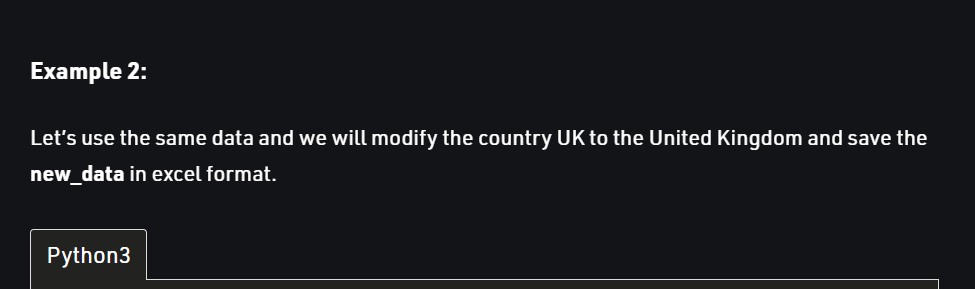 Example 2:
Let's use the same data and we will modify the country UK to the United Kingdom and save the
new_data in excel format.
Python3